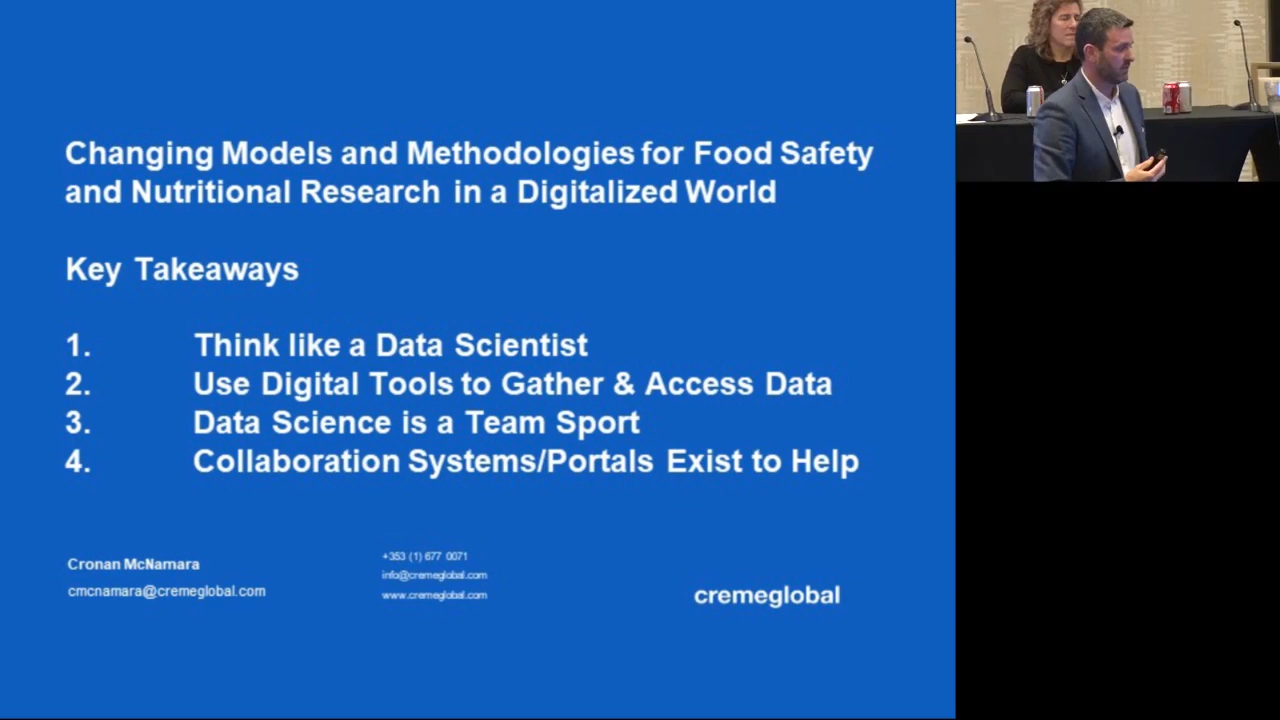 Changing Models and Methodologies for Food Safety
and Nutritional Research in a Digitalized World
Key Takeaways
1. Think like a Data Scientist
2. Use Digital Tools to Gather & Access Data
3. Data Science is a Team Sport
4. Collaboration Systems/Portals Exist to Help
Cronan McNamara
cmcnamara@cremeglobal.com
+353 (1) 677 0071
info@cremeglobal.com
www.cremeglobal.com
cremeglobal